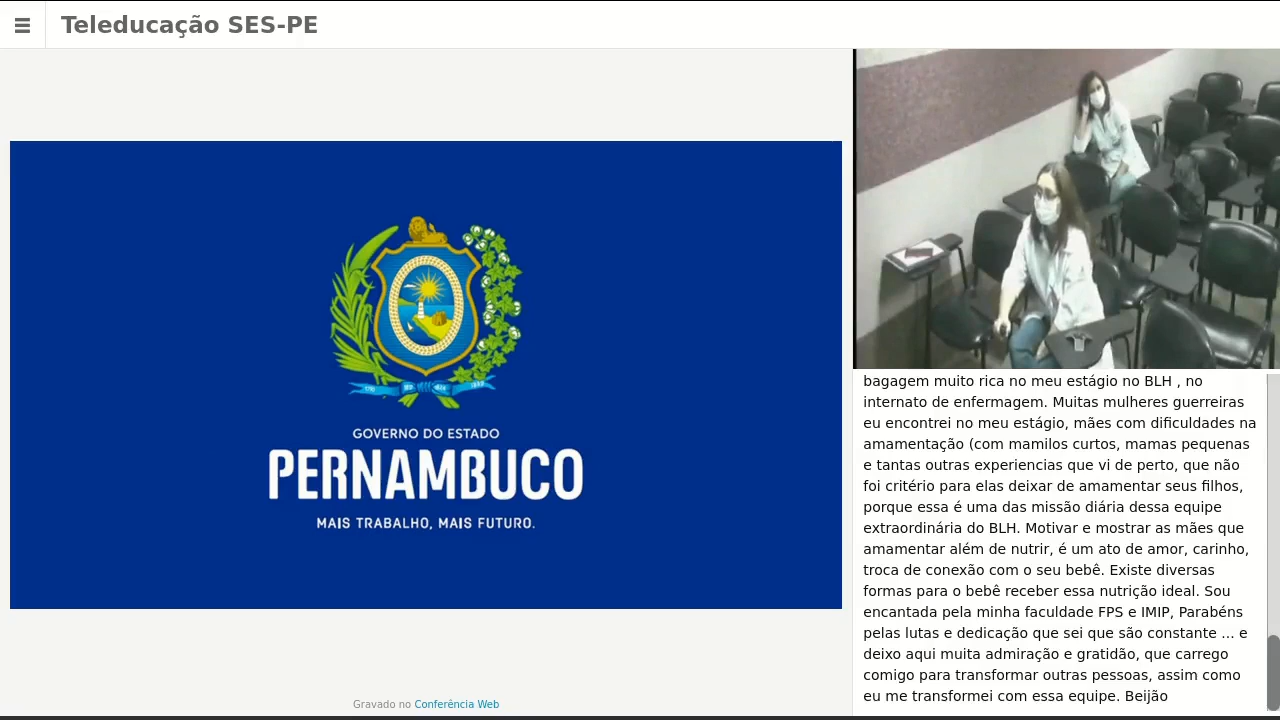 Teleducação SES-PE
GOVERNO DO ESTADO
PERNAMBUCO
MAIS TRABALHO, MAIS FUTURO.
Gravado no Conferência Web
bagagem muito rica no meu estágio no BLH , no
internato de enfermagem. Muitas mulheres guerreiras
eu encontrei no meu estágio, mães com dificuldades na
amamentação (com mamilos curtos, mamas pequenas
e tantas outras experiencias que vi de perto, que não
foi critério para elas deixar de amamentar seus filhos,
porque essa é uma das missão diária dessa equipe
extraordinária do BLH. Motivar e mostrar as mães que
amamentar além de nutrir, é um ato de amor, carinho,
troca de conexão com o seu bebê. Existe diversas
formas para o bebê receber essa nutrição ideal. Sou
encantada pela minha faculdade FPS e IMIP, Parabéns
pelas lutas e dedicação que sei que são constante ... e
deixo aqui muita admiração e gratidão, que carrego
comigo para transformar outras pessoas, assim como
eu me transformei com essa equipe. Beijão